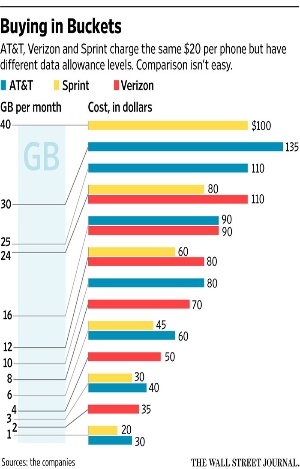 Buying in Buckets
AT&T, Verizon and Sprint charge the same $20 per phone but have
different data allowance levels. Comparison isn't easy.
AT&T Sprint Verizon
GB per month Cost, in dollars
GB
40 $100
135
110
30 80
110
25 90
24 90
60
80
16 80
70
12 45
10 60
8 50
6 30
40
4 35
3
2 20
1 30
Sources: the companies THE WALL STREET JOURNAL.